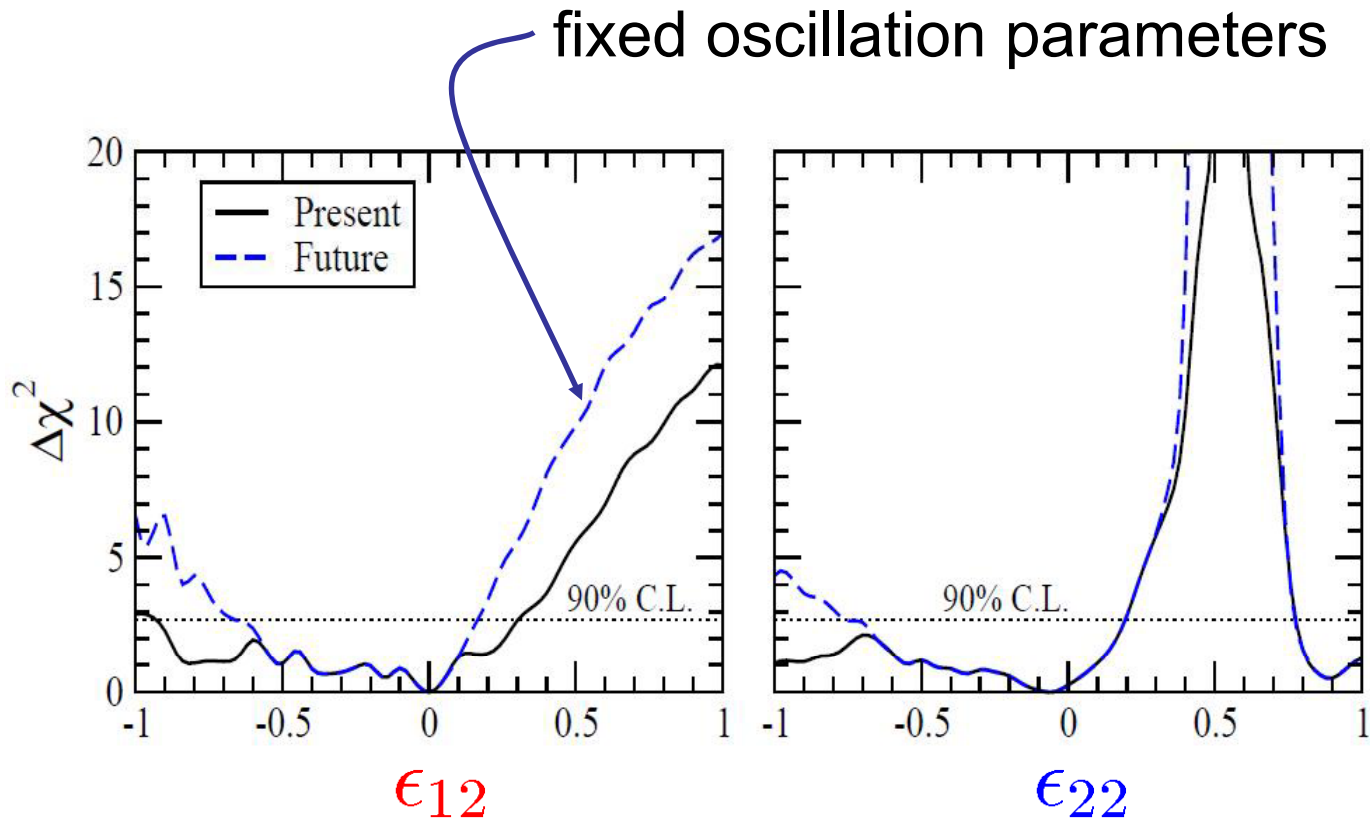 fixed oscillation parameters
20
15
10
5
0
Δχ²
Present
Future
90% C.L.
90% C.L.
-1 -0.5 0 0.5 1
-1 -0.5 0 0.5 1
ϵ₁₂
ϵ₂₂